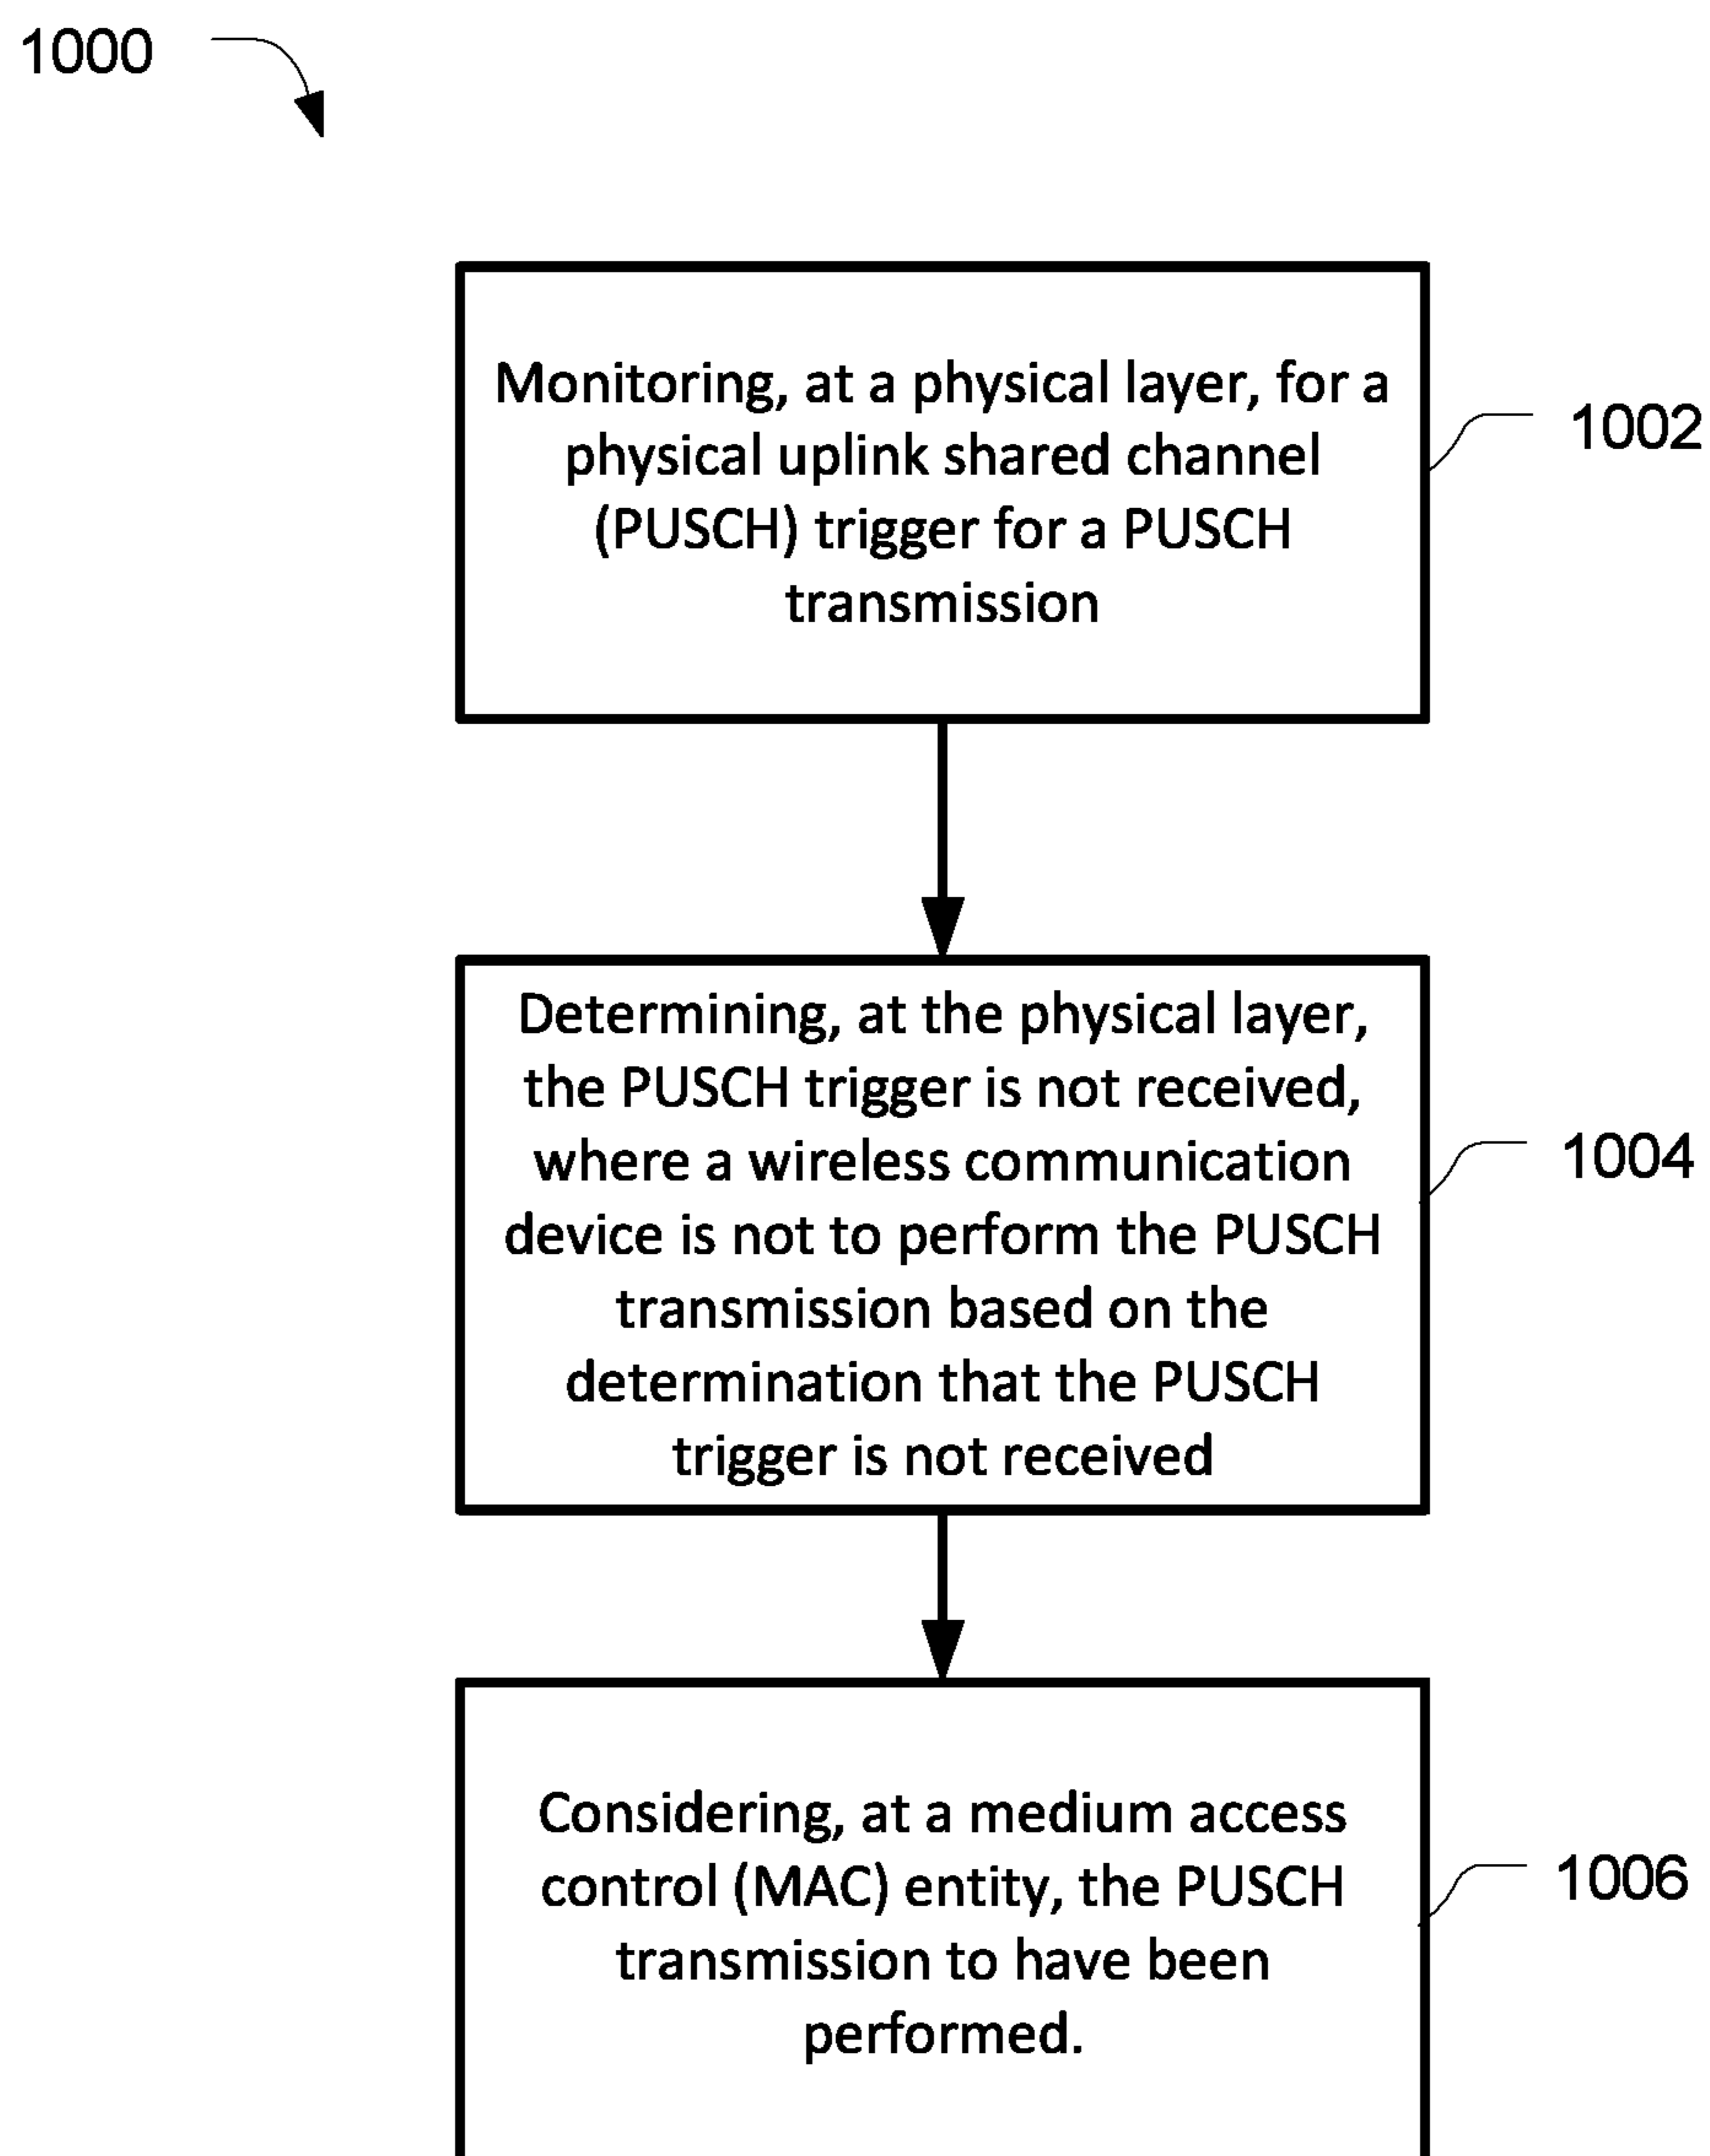 1000
Monitoring, at a physical layer, for a
physical uplink shared channel
(PUSCH) trigger for a PUSCH
transmission
1002
Determining, at the physical layer,
the PUSCH trigger is not received,
where a wireless communication
device is not to perform the PUSCH
transmission based on the
determination that the PUSCH
trigger is not received
1004
Considering, at a medium access
control (MAC) entity, the PUSCH
transmission to have been
performed.
1006